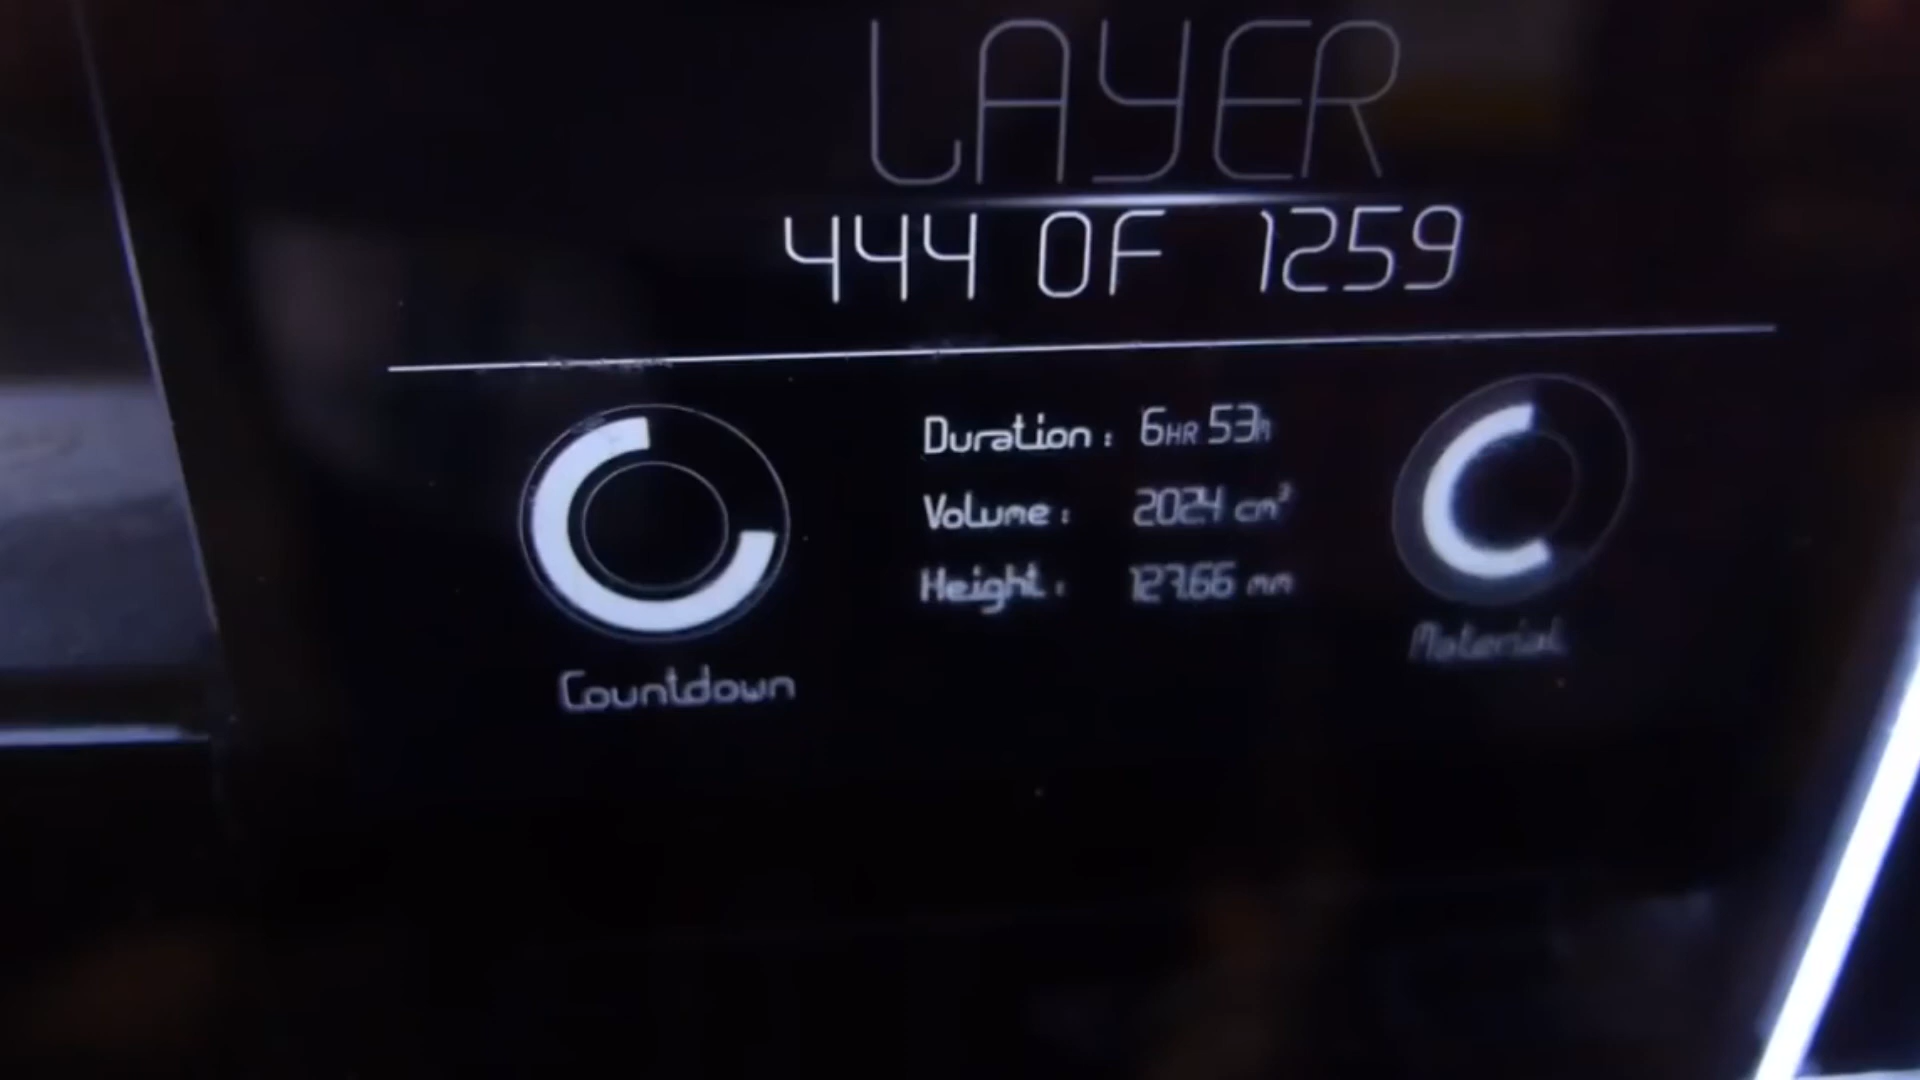 LAYER
444 OF 1259
Duration : 6HR 53m
Volume : 2024 cm³
Height : 127.66 mm
Countdown
Material